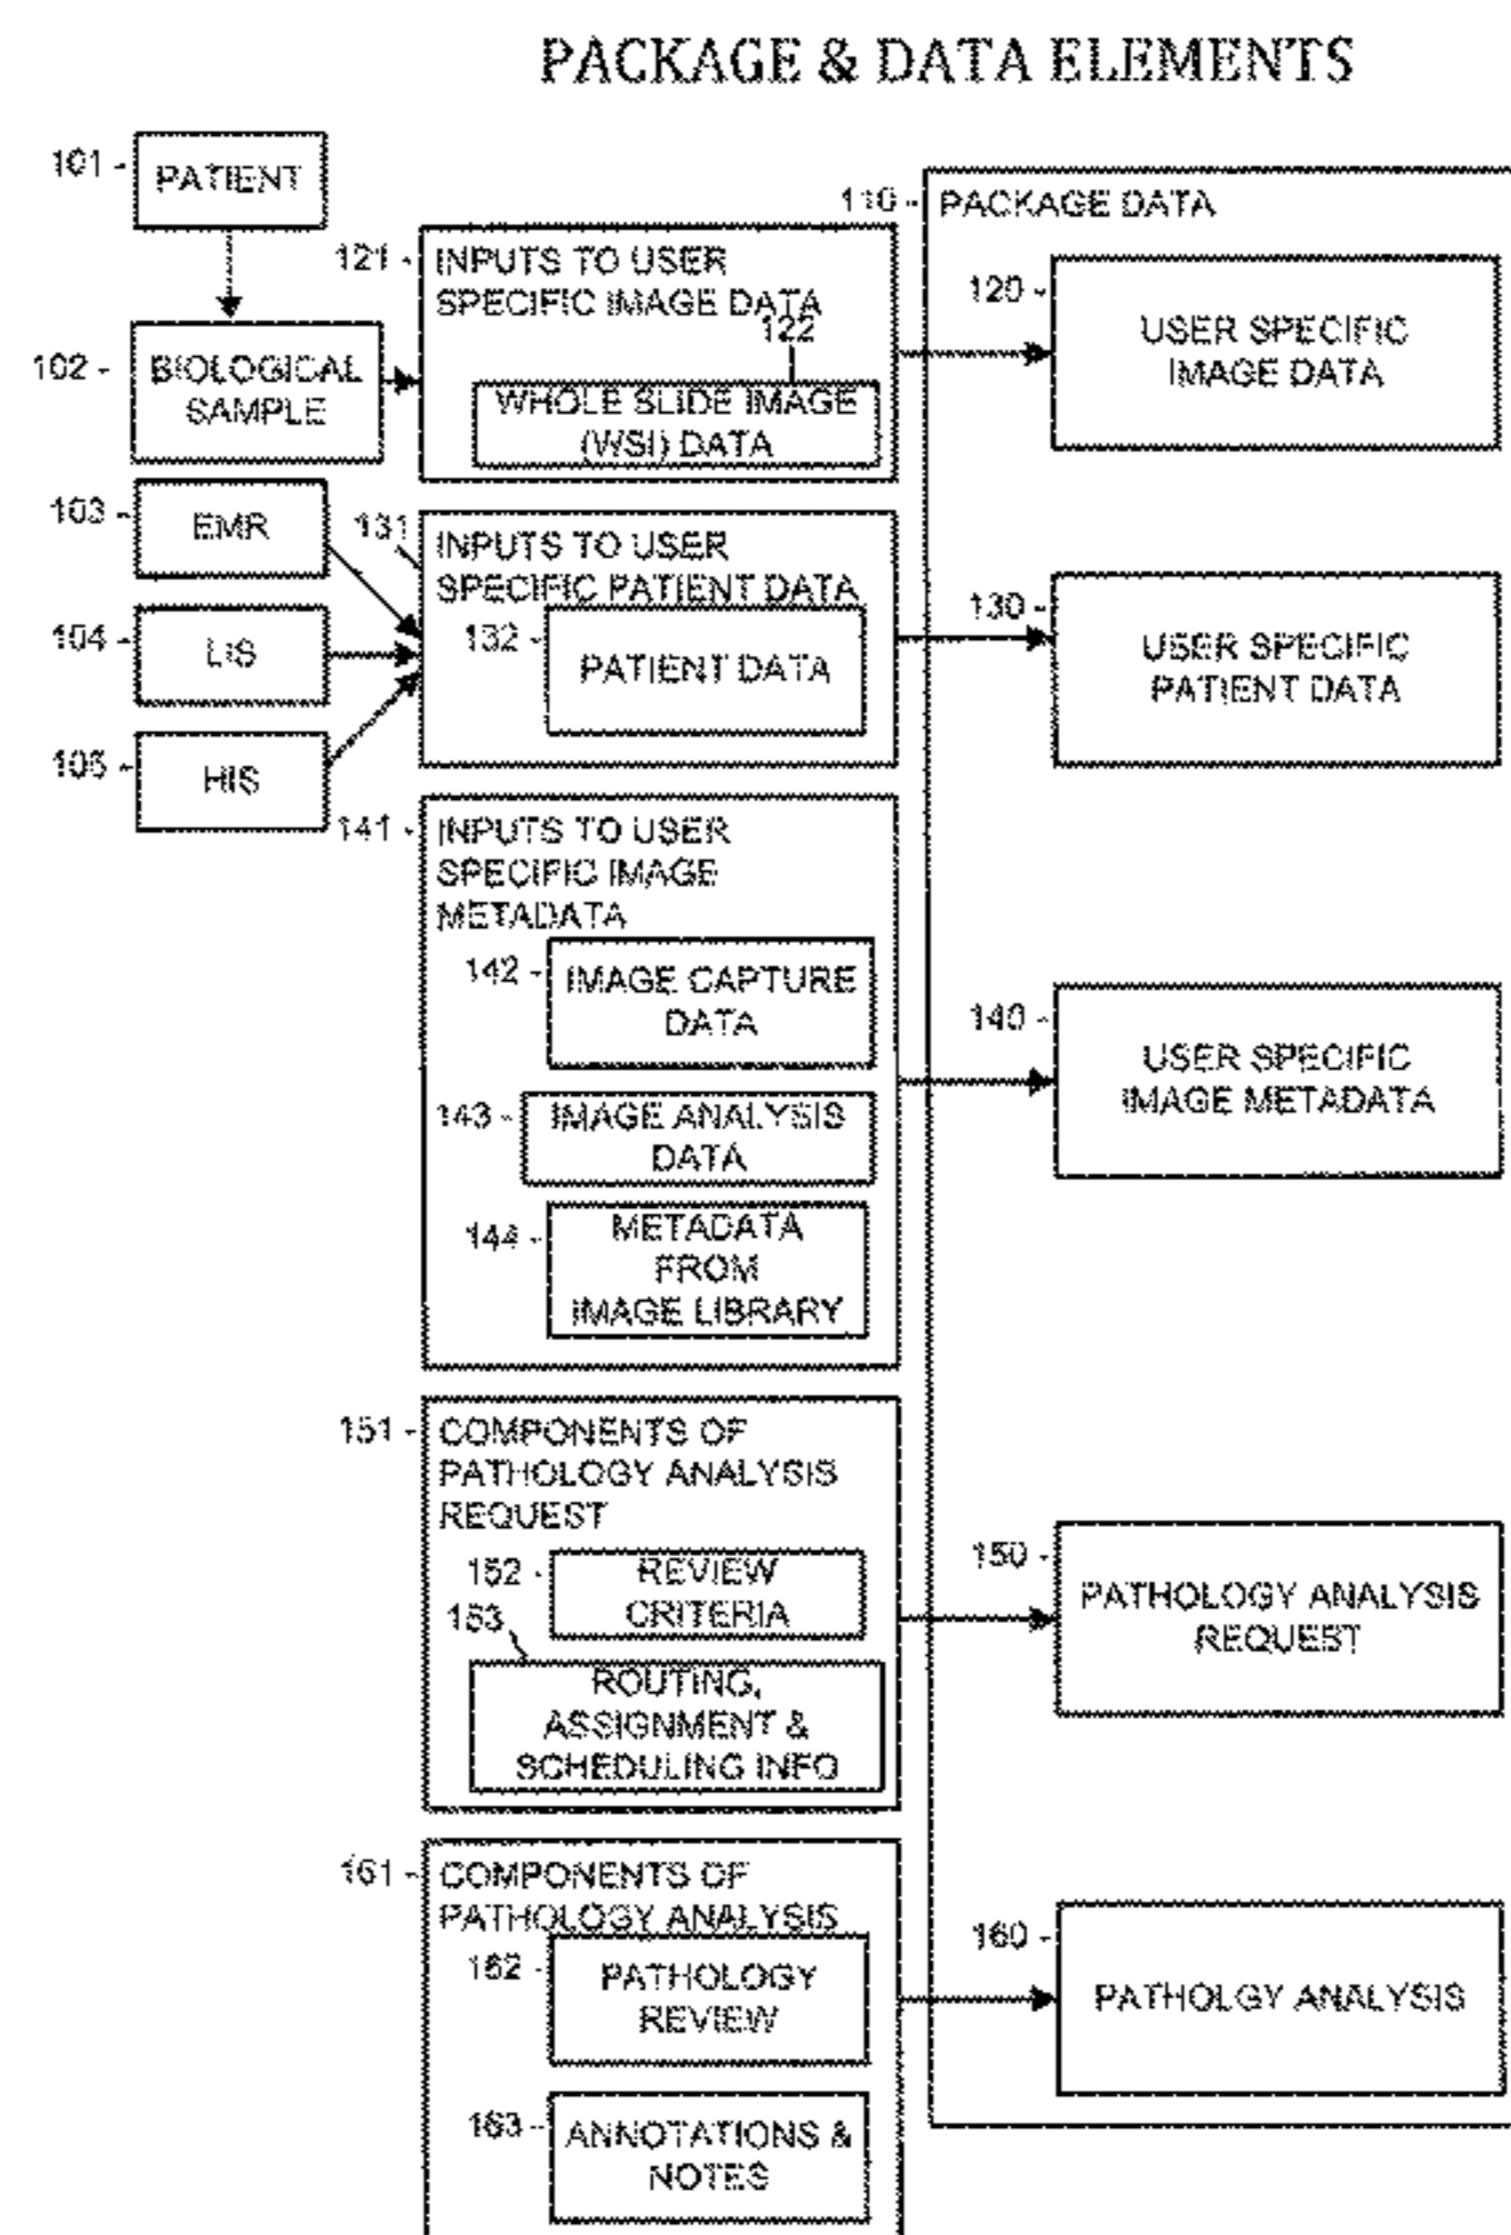 PACKAGE & DATA ELEMENTS
101 -
PATIENT
102 -
BIOLOGICAL
SAMPLE
103 -
EMR
104 -
LIS
105 -
HIS
121 -
INPUTS TO USER
SPECIFIC IMAGE DATA
122
WHOLE SLIDE IMAGE
(WSI) DATA
131
INPUTS TO USER
SPECIFIC PATIENT DATA
132 -
PATIENT DATA
141 -
INPUTS TO USER
SPECIFIC IMAGE
METADATA
142 -
IMAGE CAPTURE
DATA
143 -
IMAGE ANALYSIS
DATA
144 -
METADATA
FROM
IMAGE LIBRARY
151 -
COMPONENTS OF
PATHOLOGY ANALYSIS
REQUEST
152 -
REVIEW
CRITERIA
153
ROUTING,
ASSIGNMENT &
SCHEDULING INFO
161 -
COMPONENTS OF
PATHOLOGY ANALYSIS
162 -
PATHOLOGY
REVIEW
163 -
ANNOTATIONS &
NOTES
110 -
PACKAGE DATA
120 -
USER SPECIFIC
IMAGE DATA
130 -
USER SPECIFIC
PATIENT DATA
140 -
USER SPECIFIC
IMAGE METADATA
150 -
PATHOLOGY ANALYSIS
REQUEST
160 -
PATHOLGY ANALYSIS